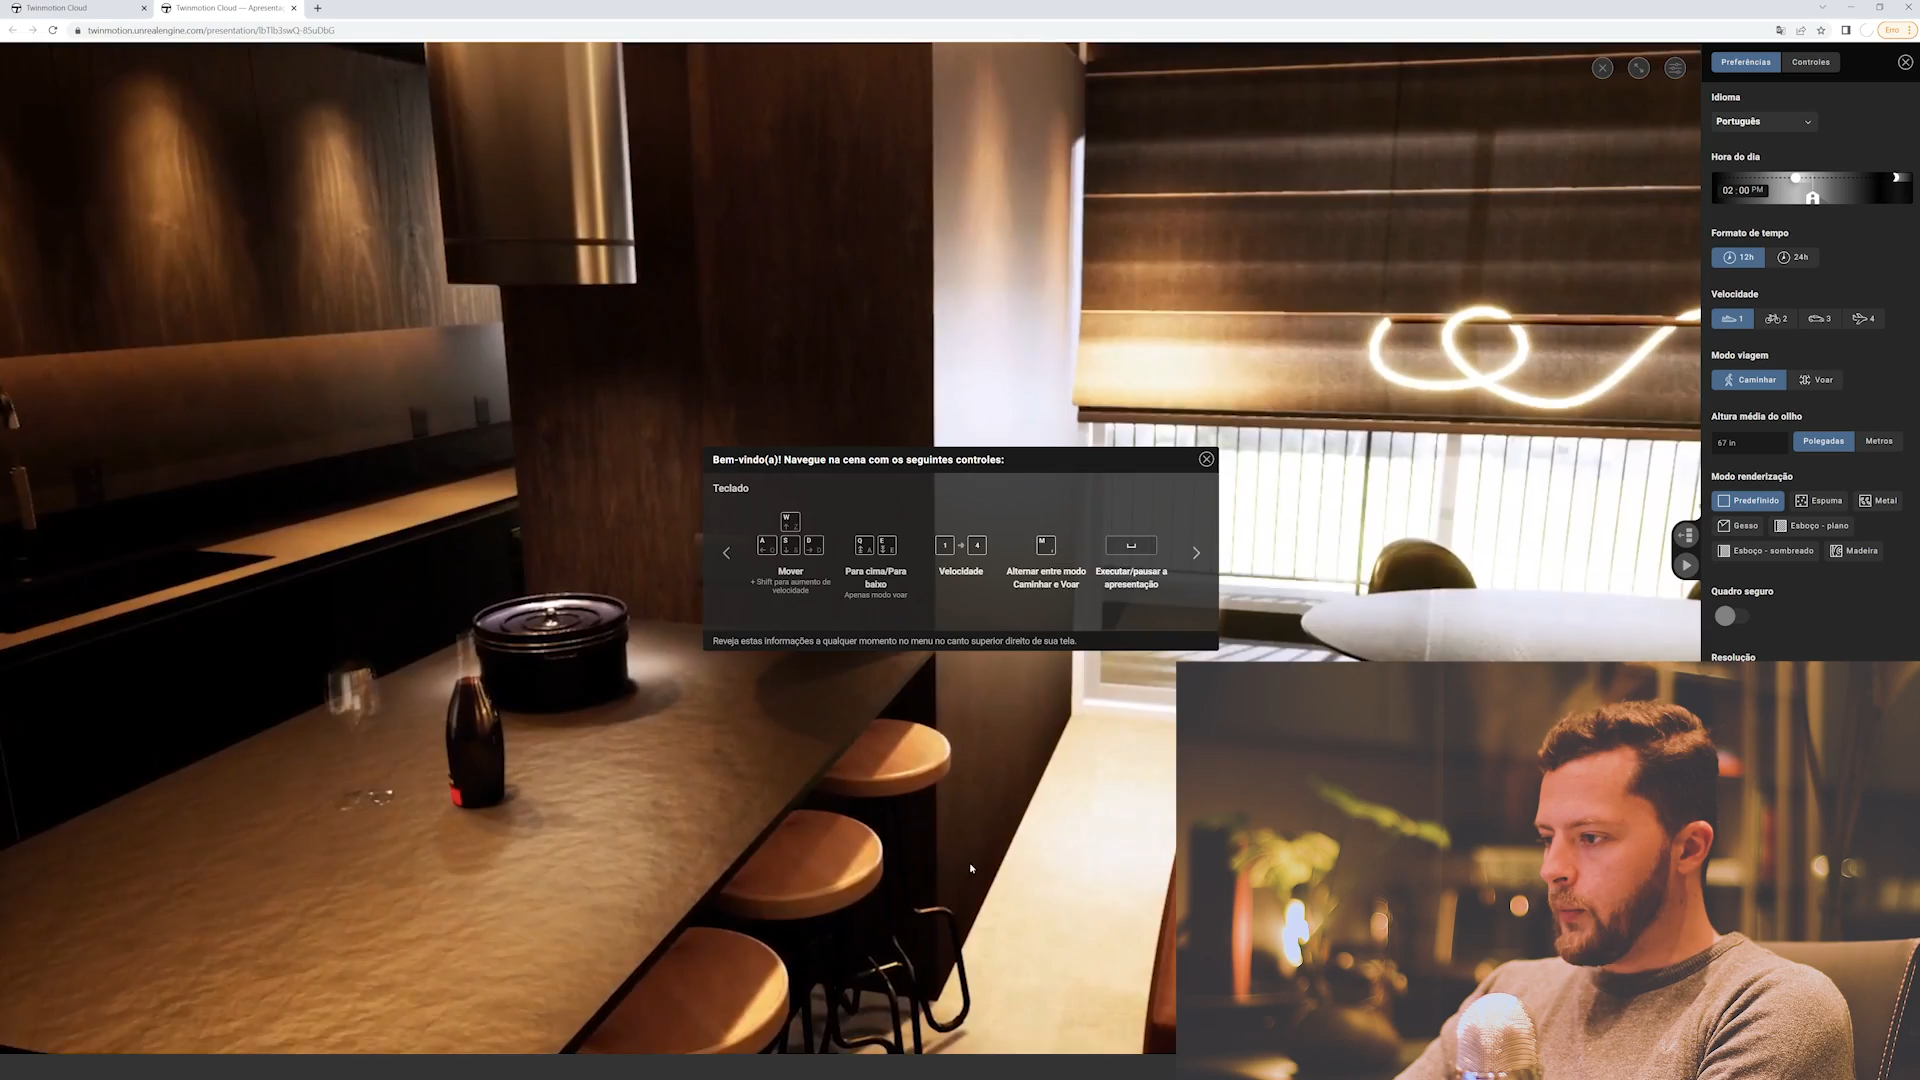 Twinmotion Cloud
Twinmotion Cloud — Apresenta
twinmotion.unrealengine.com/presentation/lbTlb3swQ-85uDbG
Erro
Preferências
Controles
Idioma
Português
Hora do dia
02 : 00 PM
Formato de tempo
12h
24h
Velocidade
1
2
3
4
Modo viagem
Caminhar
Voar
Altura média do ollho
67 in
Polegadas
Metros
Modo renderização
Predefinido
Espuma
Metal
Gesso
Esboço - plano
Esboço - sombreado
Madeira
Quadro seguro
Resolução
Bem-vindo(a)! Navegue na cena com os seguintes controles:
Teclado
W
↑ Z
A
← Q
S
↓ S
D
→ D
Q
A
E
E
1
4
M
,
Mover
+ Shift para aumento de
velocidade
Para cima/Para
baixo
Apenas modo voar
Velocidade
Alternar entre modo
Caminhar e Voar
Executar/pausar a
apresentação
Reveja estas informações a qualquer momento no menu no canto superior direito de sua tela.